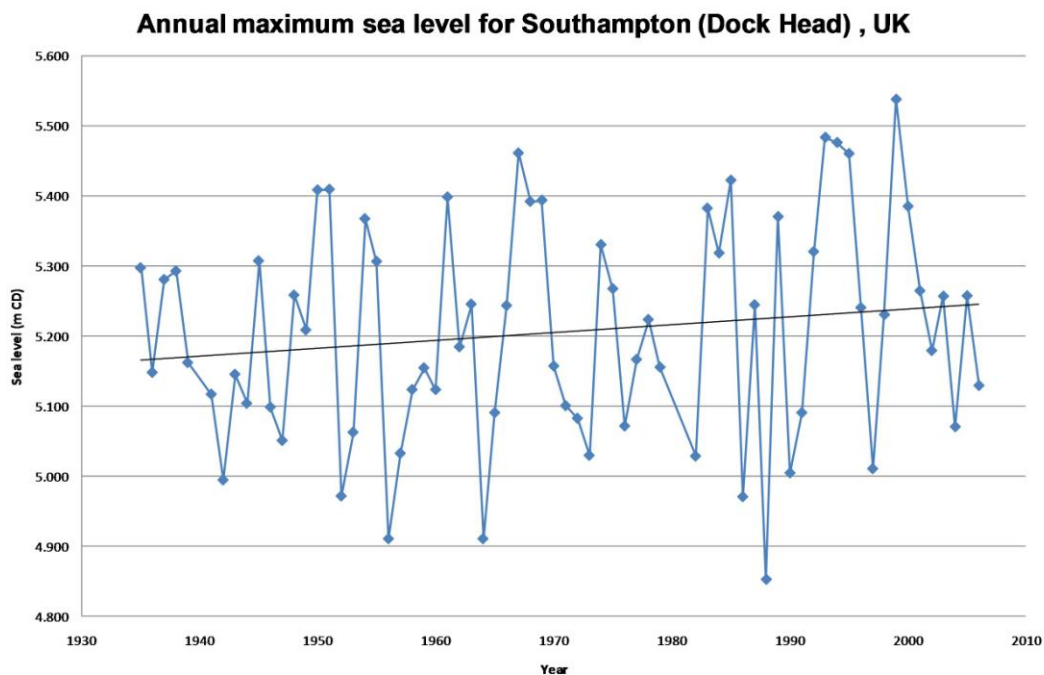 Annual maximum sea level for Southampton (Dock Head) , UK
5.600
5.500
5.400
5.300
5.200
5.100
5.000
4.900
4.800
Sea level (m CD)
1930 1940 1950 1960 1970 1980 1990 2000 2010
Year